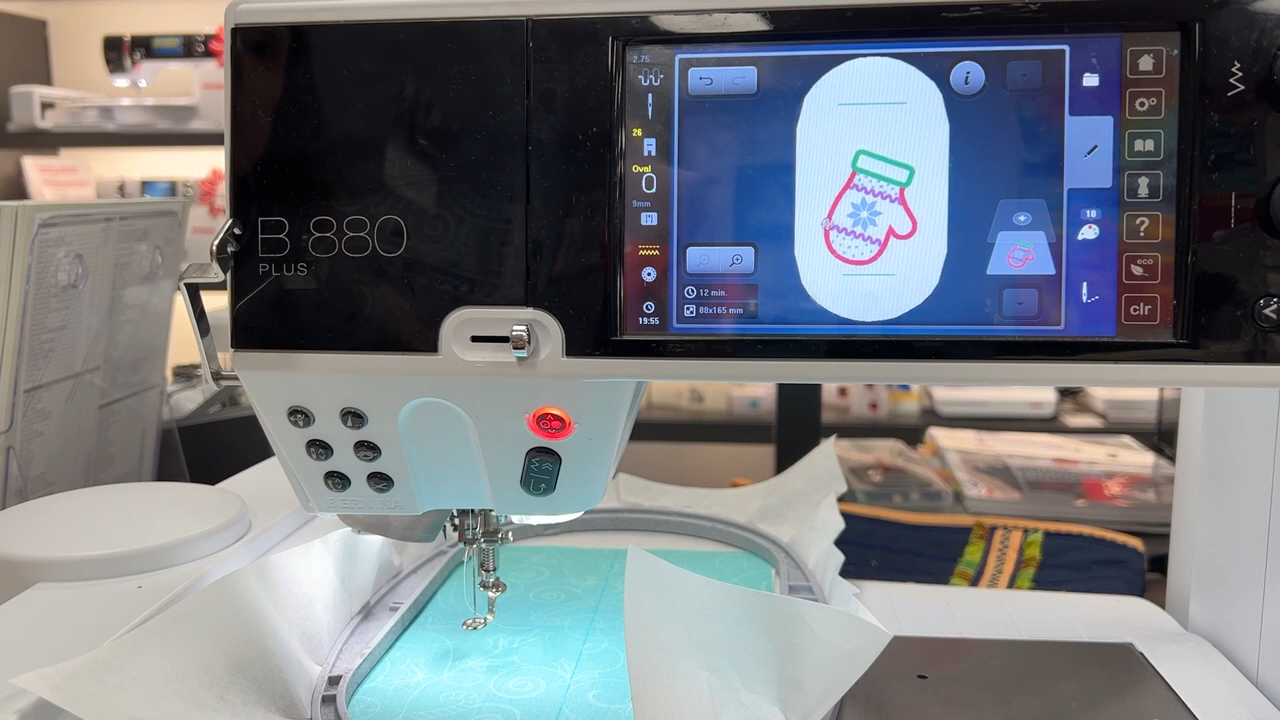 B 880
PLUS
2.75
26
Oval
9mm
19:55
i
12 min.
88x165 mm
10
?
eco
clr
BERNINA